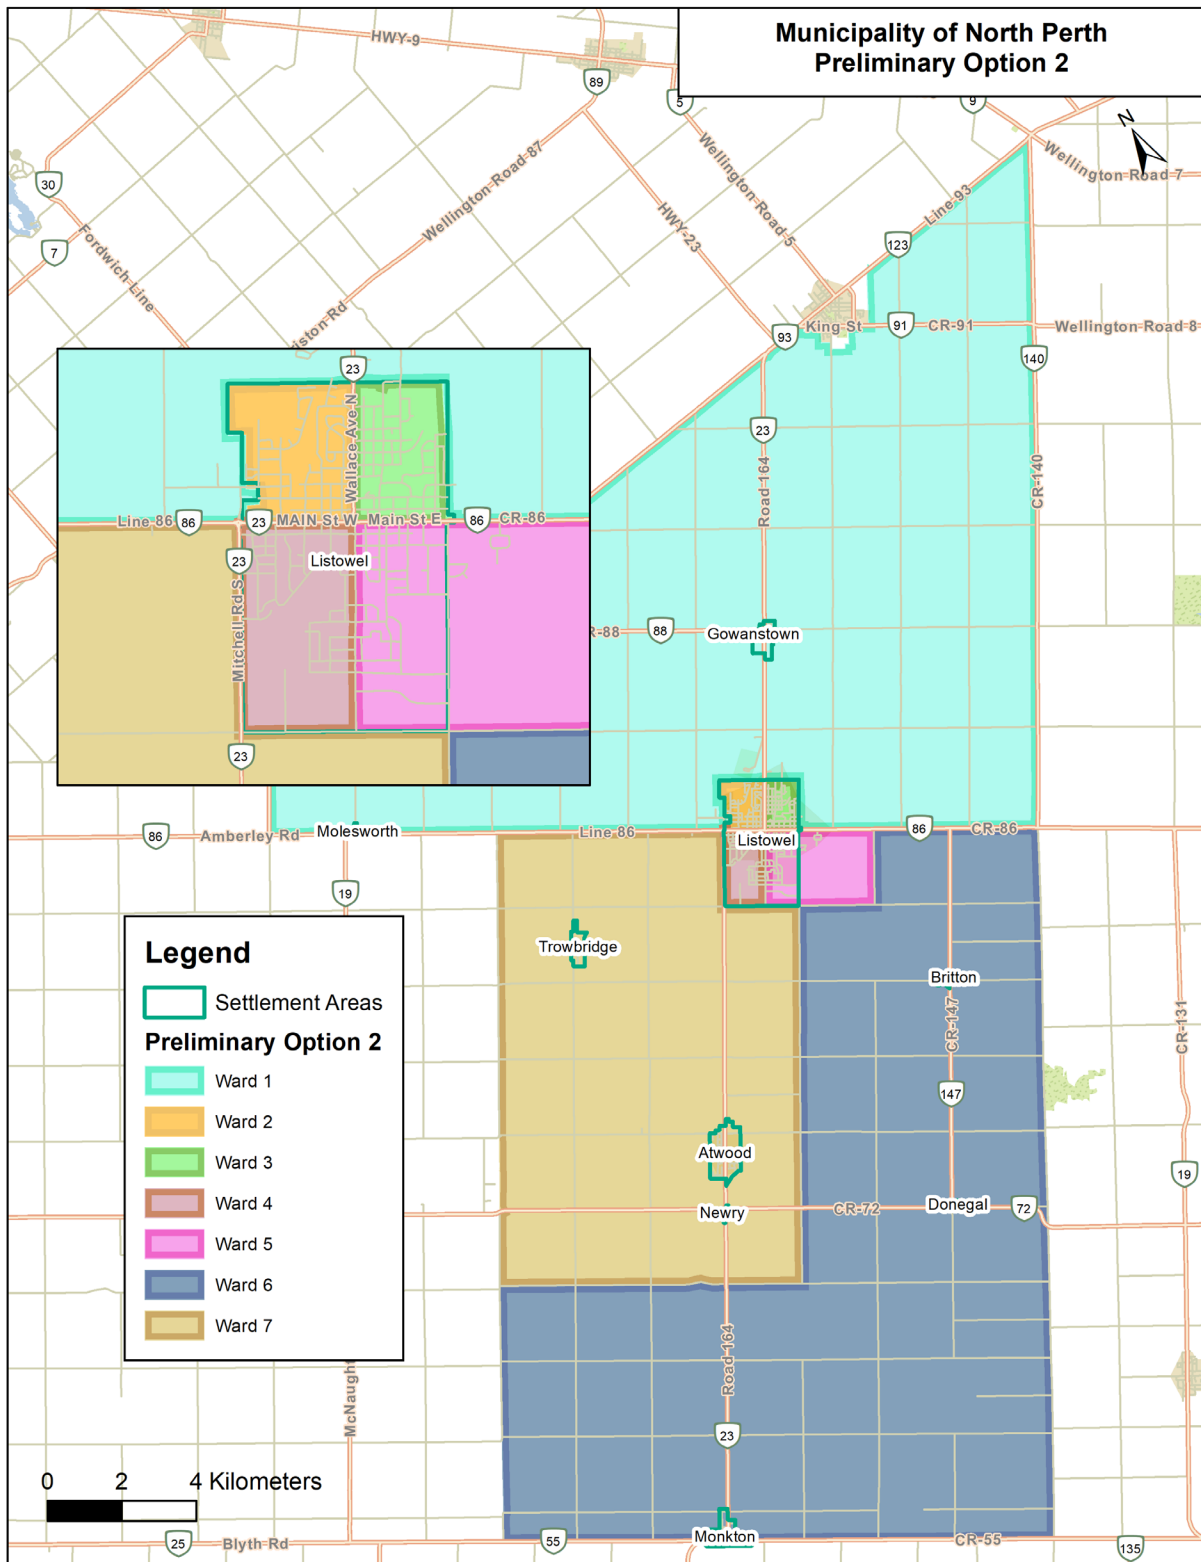 Municipality of North Perth
Preliminary Option 2
HWY-9
89
5
9
N
Wellington Road 7
30
7
Fordwich Line
Wellington Road 87
HWY-23
Wellington Road 5
Line 93
123
King St
91
CR-91
Wellington Road 8
93
140
riston Rd
23
Road 164
CR-140
23
Wallace Ave N
Line 86
86
23
MAIN St W
Main St E
86
CR-86
23
Listowel
Mitchell Rd S
23
R-88
88
Gowanstown
86
Amberley Rd
Molesworth
Line 86
Listowel
86
CR-86
19
Trowbridge
Britton
CR-147
147
CR-131
Atwood
Newry
CR-72
Donegal
72
19
Legend
Settlement Areas
Preliminary Option 2
Ward 1
Ward 2
Ward 3
Ward 4
Ward 5
Ward 6
Ward 7
McNaught
Road 164
23
0 2 4 Kilometers
Monkton
25
Blyth Rd
55
CR-55
135